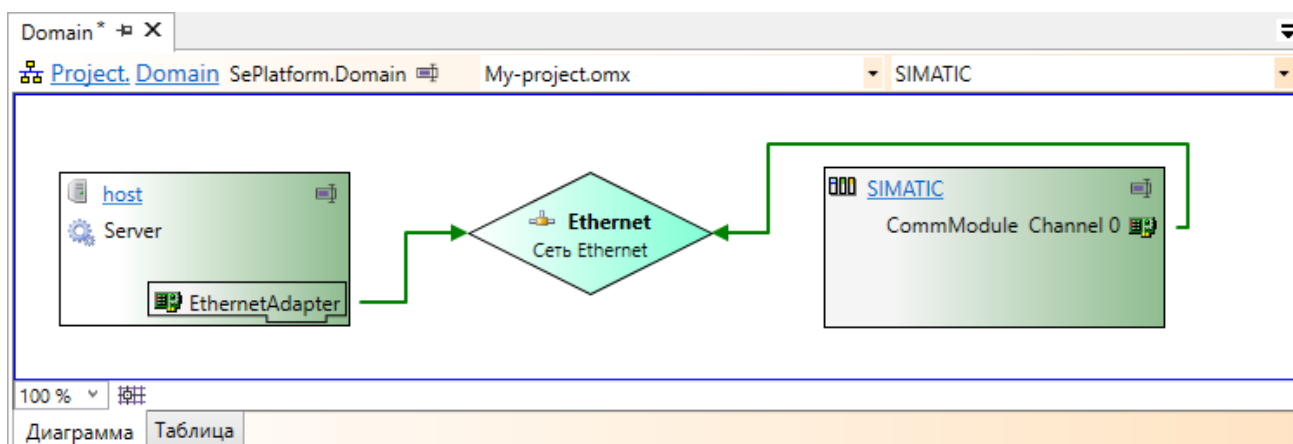 Domain*
Project. Domain SePlatform.Domain My-project.omx SIMATIC
host
Server
EthernetAdapter
Ethernet
Сеть Ethernet
SIMATIC
CommModule Channel 0
100 %
Диаграмма Таблица